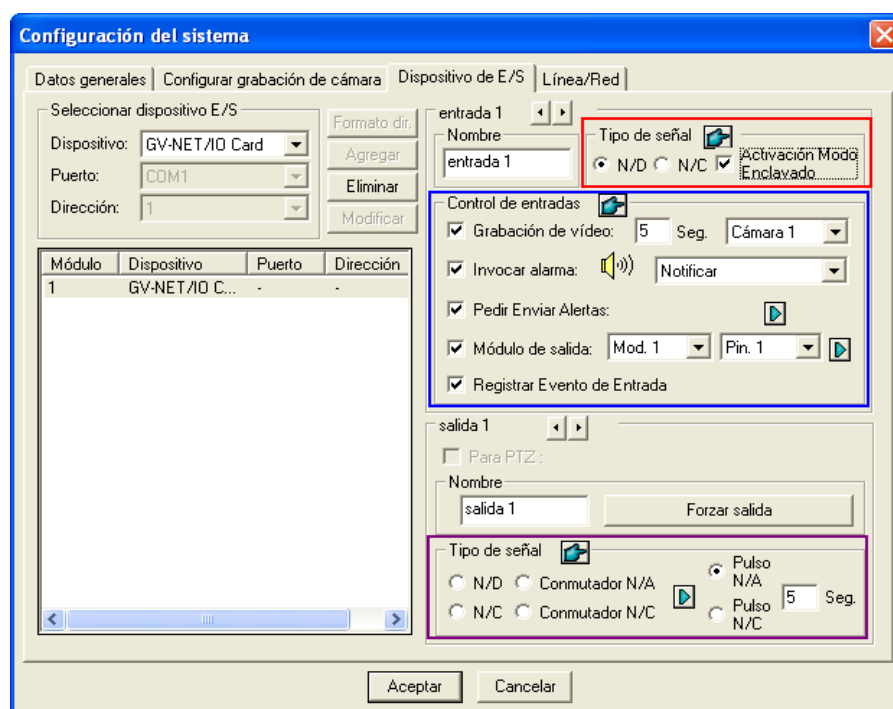 Configuración del sistema
Datos generales
Configurar grabación de cámara
Dispositivo de E/S
Línea/Red
Seleccionar dispositivo E/S
Dispositivo: GV-NET/IO Card
Puerto: COM1
Dirección: 1
Formato dir.
Agregar
Eliminar
Modificar
Módulo Dispositivo Puerto Dirección
1 GV-NET/IO C... - -
entrada 1
Nombre
entrada 1
Tipo de señal
N/D N/C Activación Modo
Enclavado
Control de entradas
Grabación de vídeo: 5 Seg. Cámara 1
Invocar alarma: Notificar
Pedir Enviar Alertas:
Módulo de salida: Mod. 1 Pin. 1
Registrar Evento de Entrada
salida 1
Para PTZ :
Nombre
salida 1 Forzar salida
Tipo de señal
N/D Conmutador N/A
N/C Conmutador N/C
Pulso
N/A
Pulso
N/C
5 Seg.
Aceptar Cancelar